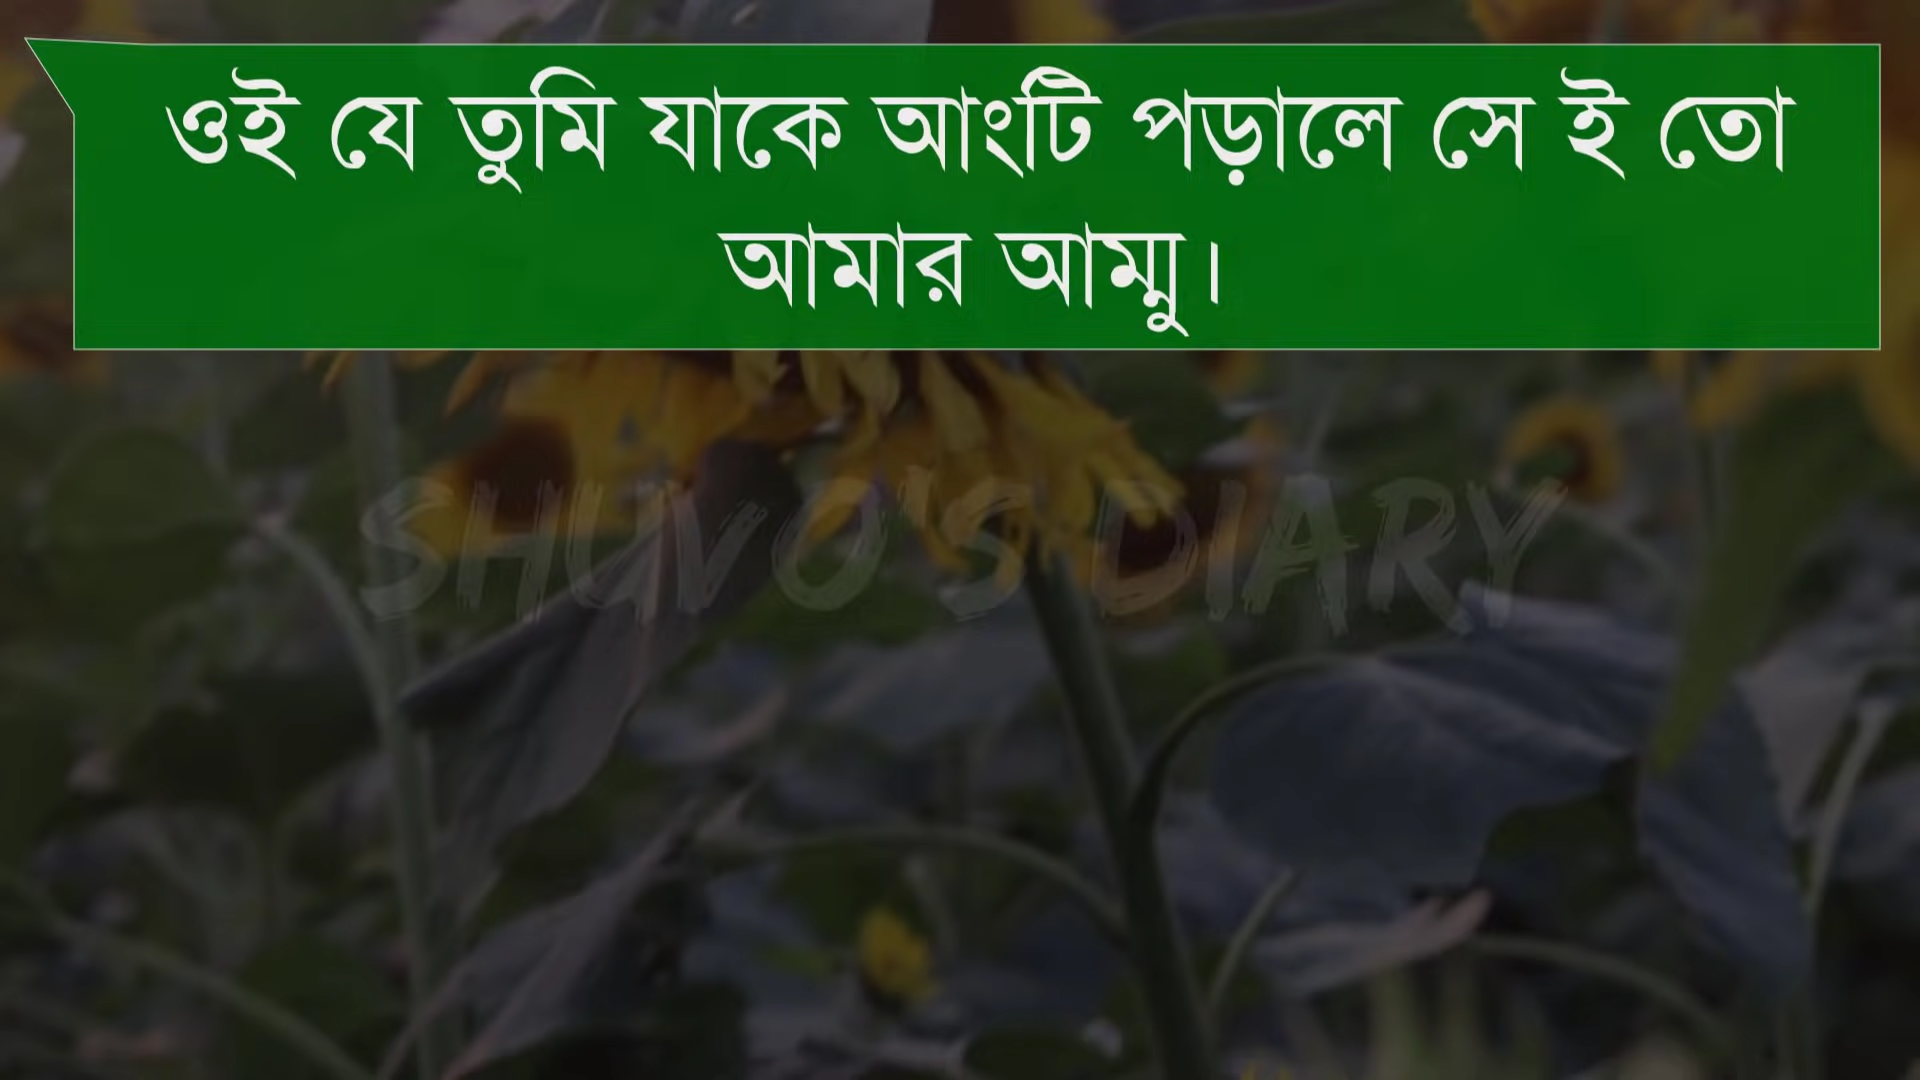 ওই যে তুমি যাকে আংটি পড়ালে সে ই তো
আমার আম্মু।
SHUVO'S DIARY